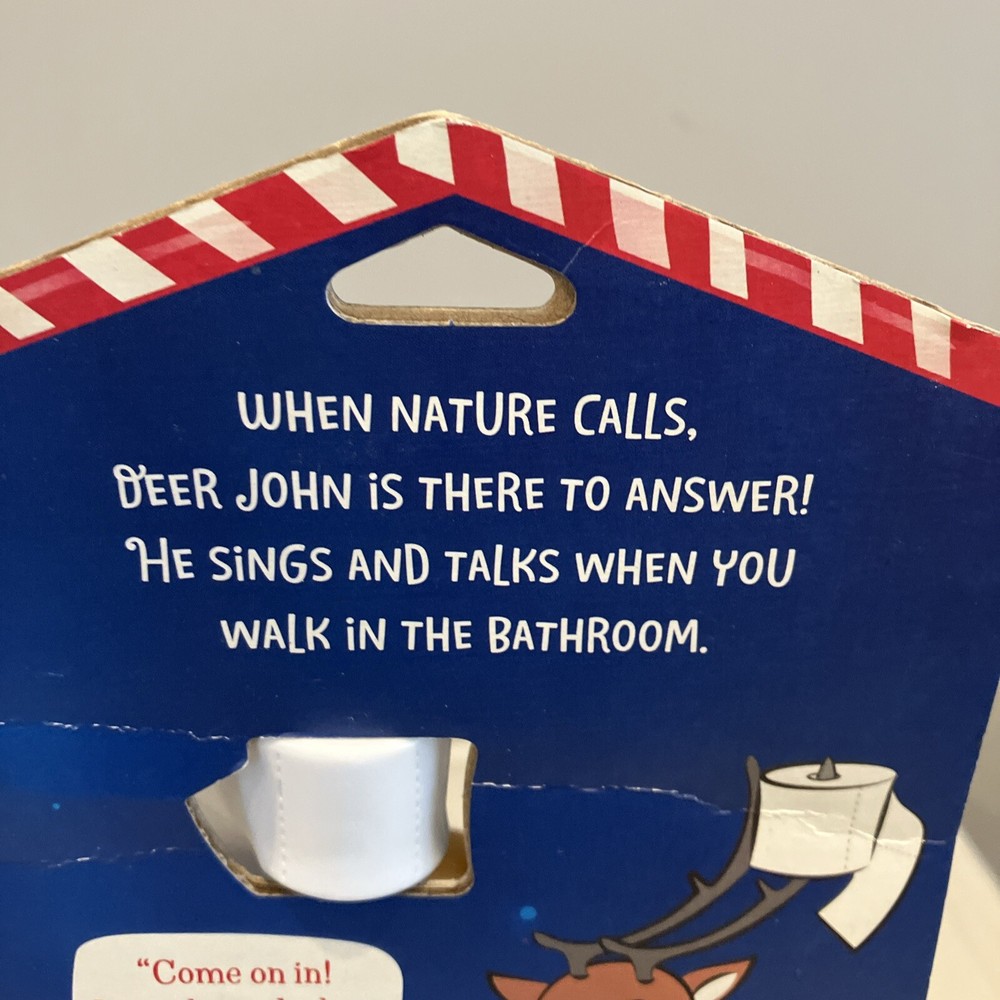 WHEN NATURE CALLS,
DEER JOHN iS THERE TO ANSWER!
HE SiNGS AND TALKS WHEN YOU
WALK iN THE BATHROOM.
“Come on in!